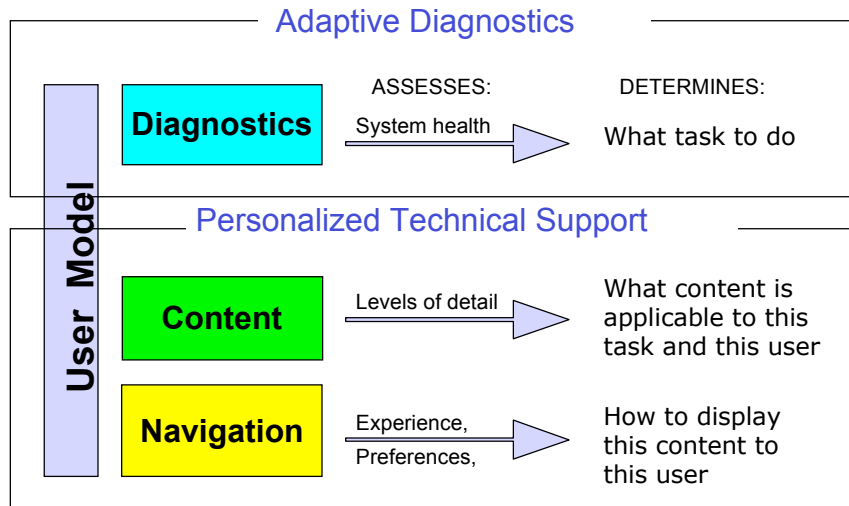 Adaptive Diagnostics
ASSESSES:
DETERMINES:
Diagnostics
System health
What task to do
User Model
Personalized Technical Support
Content
Levels of detail
What content is
applicable to this
task and this user
Navigation
Experience,
Preferences,
How to display
this content to
this user